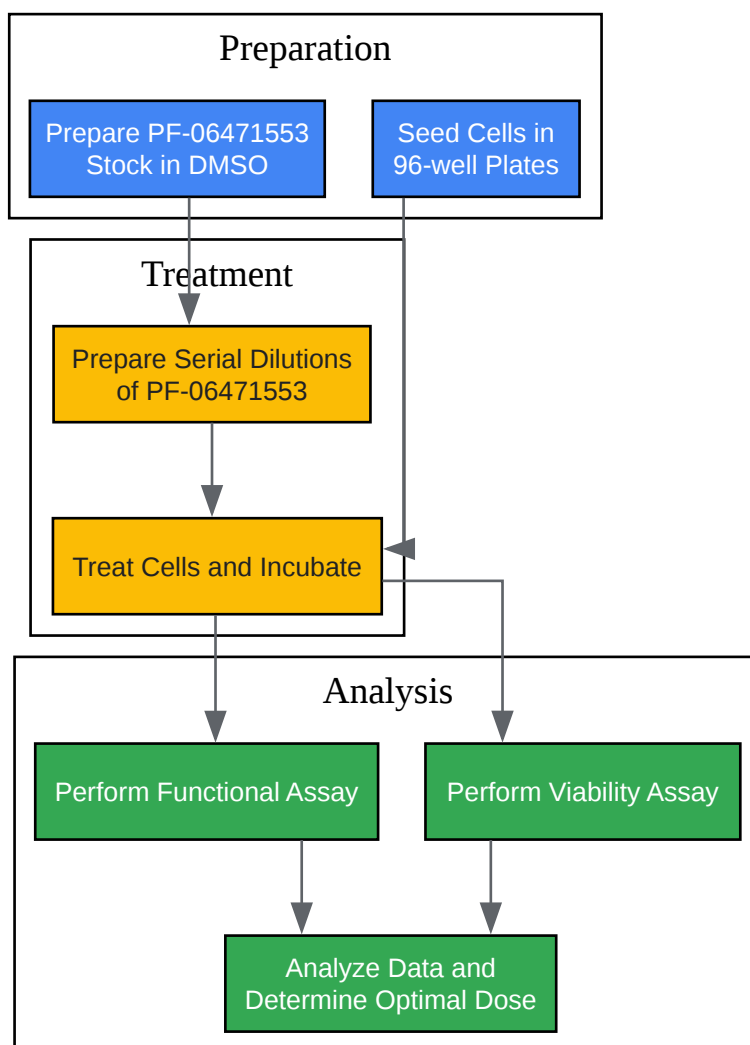 Preparation
Prepare PF-06471553
Stock in DMSO
Seed Cells in
96-well Plates
Treatment
Prepare Serial Dilutions
of PF-06471553
Treat Cells and Incubate
Analysis
Perform Functional Assay
Perform Viability Assay
Analyze Data and
Determine Optimal Dose